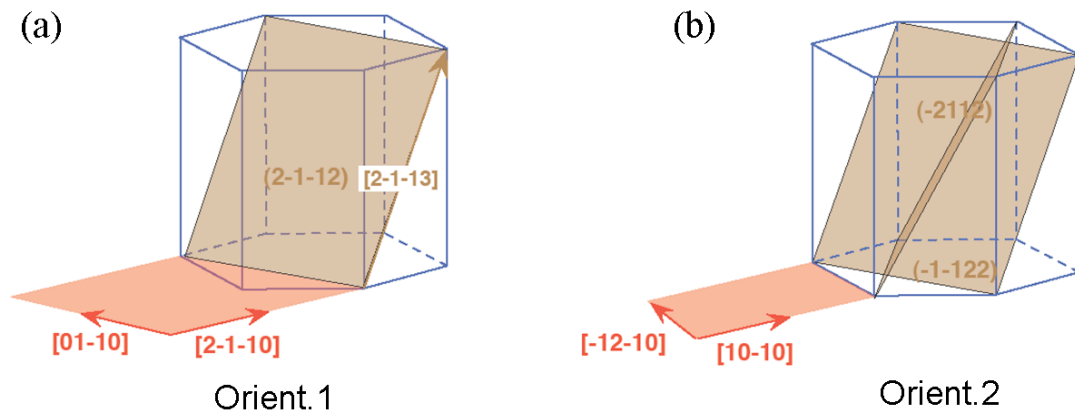 (a)
(2-1-12)
[2-1-13]
[01-10]
[2-1-10]
Orient.1
(b)
(-2112)
(-1-122)
[-12-10]
[10-10]
Orient.2